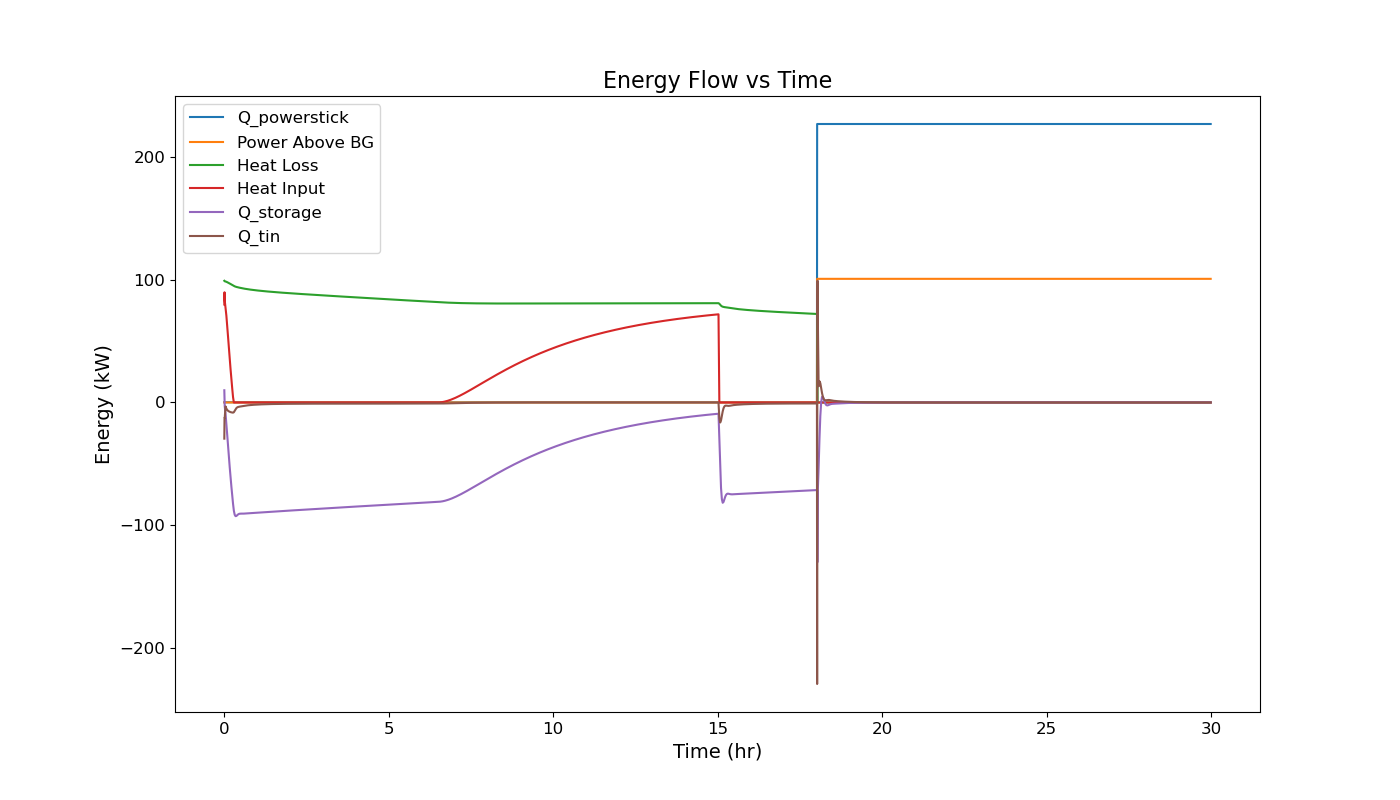 Energy Flow vs Time
Q_powerstick
Power Above BG
Heat Loss
Heat Input
Q_storage
Q_tin
Energy (kW)
200
100
0
−100
−200
0 5 10 15 20 25 30
Time (hr)